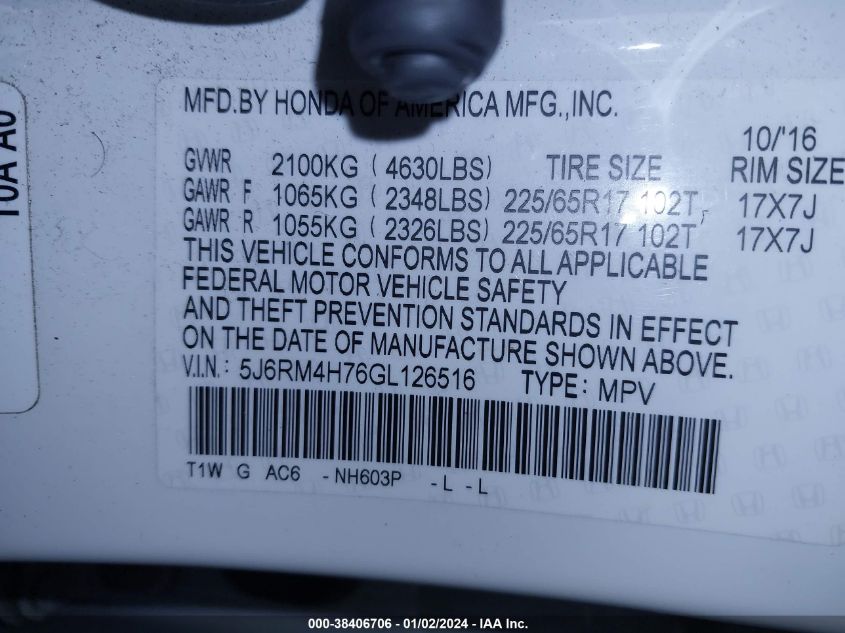 10A A0
MFD.BY HONDA OF AMERICA MFG.,INC.
10/'16
GVWR 2100KG ( 4630LBS) TIRE SIZE RIM SIZE
GAWR F 1065KG ( 2348LBS) 225/65R17 102T, 17X7J
GAWR R 1055KG ( 2326LBS) 225/65R17 102T 17X7J
THIS VEHICLE CONFORMS TO ALL APPLICABLE
FEDERAL MOTOR VEHICLE SAFETY
AND THEFT PREVENTION STANDARDS IN EFFECT
ON THE DATE OF MANUFACTURE SHOWN ABOVE.
V.I.N.: 5J6RM4H76GL126516 TYPE: MPV
T1W G AC6 -NH603P -L -L
000-38406706 - 01/02/2024 - IAA Inc.